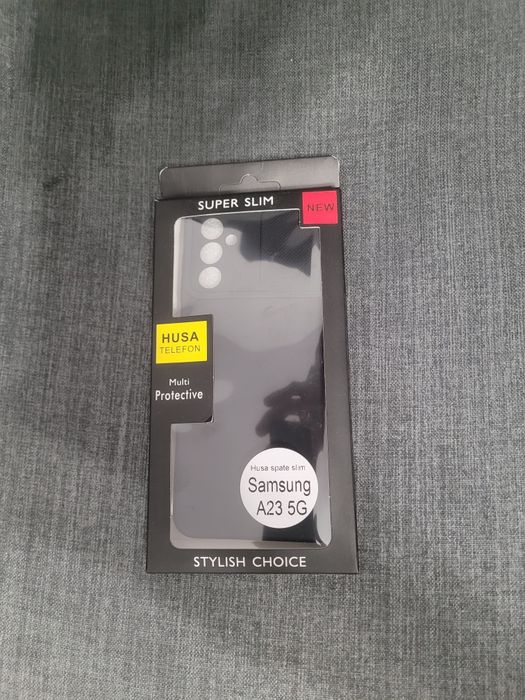 SUPER SLIM
NEW
HUSA
TELEFON
Multi
Protective
Husa spate slim
Samsung
A23 5G
STYLISH CHOICE